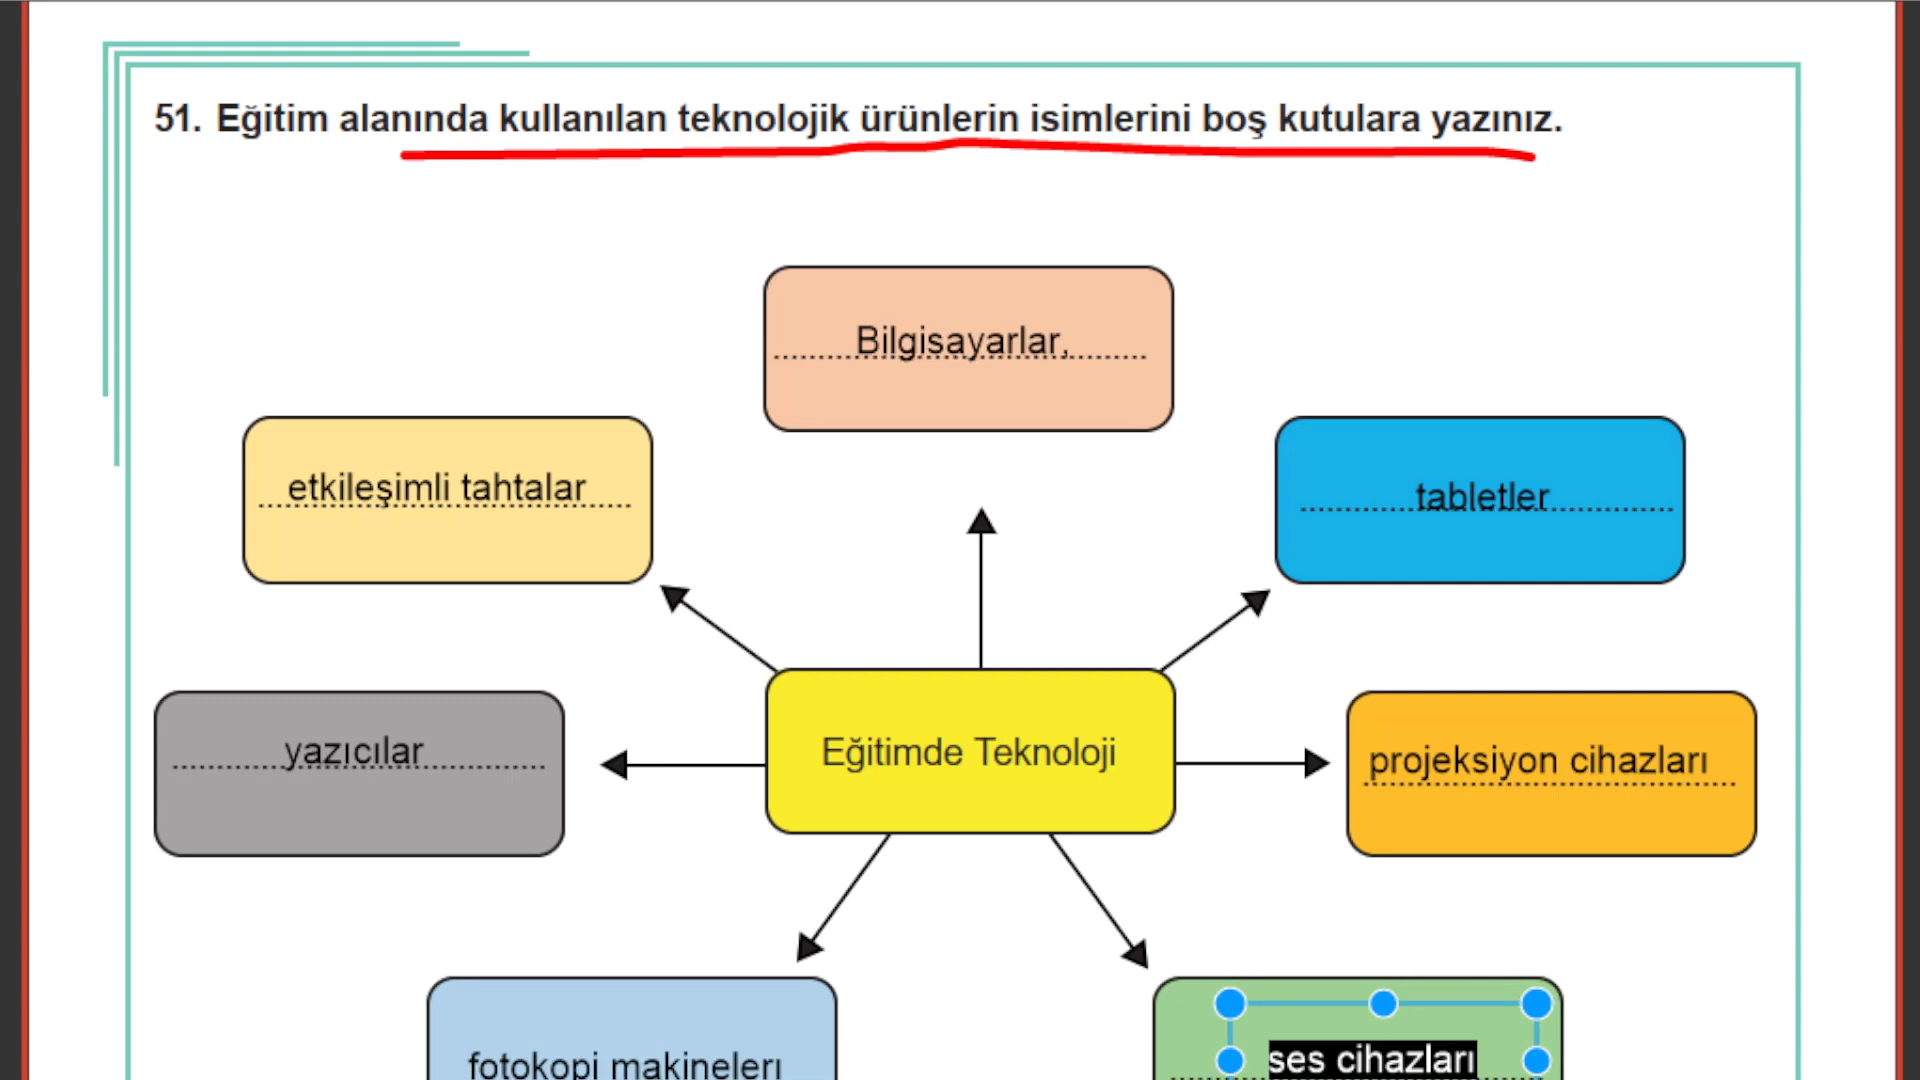 51. Eğitim alanında kullanılan teknolojik ürünlerin isimlerini boş kutulara yazınız.
Bilgisayarlar,
etkileşimli tahtalar
tabletler
yazıcılar
Eğitimde Teknoloji
projeksiyon cihazları
fotokopi makineleri
ses cihazları